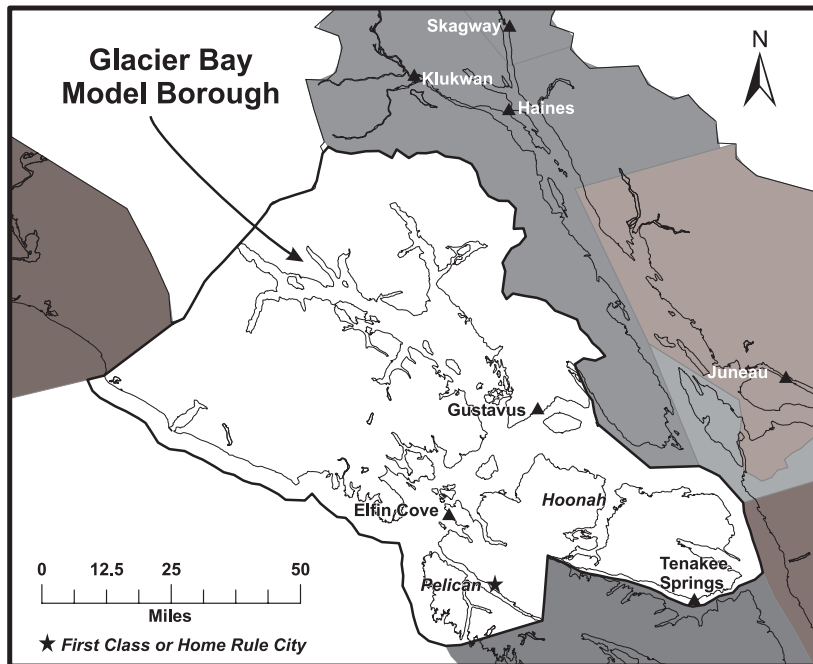 Skagway
N
Glacier Bay
Model Borough
Klukwan
Haines
Juneau
Gustavus
Hoonah
Elfin Cove
Tenakee
Springs
Pelican
0 12.5 25 50
Miles
First Class or Home Rule City